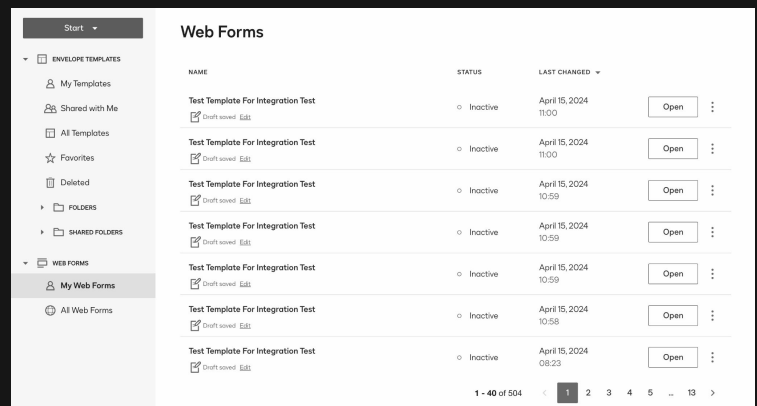 Start
ENVELOPE TEMPLATES
My Templates
Shared with Me
All Templates
Favorites
Deleted
FOLDERS
SHARED FOLDERS
WEB FORMS
My Web Forms
All Web Forms
Web Forms
NAME STATUS LAST CHANGED
Test Template For Integration Test Inactive April 15, 2024 Open
Draft saved Edit 11:00
Test Template For Integration Test Inactive April 15, 2024 Open
Draft saved Edit 11:00
Test Template For Integration Test Inactive April 15, 2024 Open
Draft saved Edit 10:59
Test Template For Integration Test Inactive April 15, 2024 Open
Draft saved Edit 10:59
Test Template For Integration Test Inactive April 15, 2024 Open
Draft saved Edit 10:59
Test Template For Integration Test Inactive April 15, 2024 Open
Draft saved Edit 10:58
Test Template For Integration Test Inactive April 15, 2024 Open
Draft saved Edit 08:23
1 - 40 of 504 < 1 2 3 4 5 ... 13 >